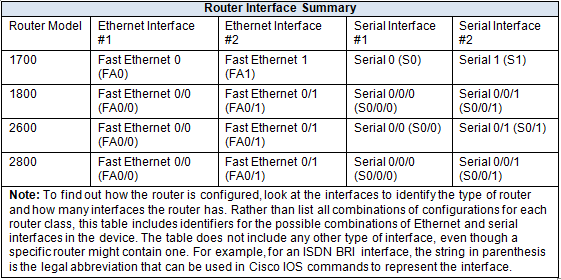 Router Interface Summary
Router Model Ethernet Interface #1 Ethernet Interface #2 Serial Interface #1 Serial Interface #2
1700 Fast Ethernet 0 (FA0) Fast Ethernet 1 (FA1) Serial 0 (S0) Serial 1 (S1)
1800 Fast Ethernet 0/0 (FA0/0) Fast Ethernet 0/1 (FA0/1) Serial 0/0/0 (S0/0/0) Serial 0/0/1 (S0/0/1)
2600 Fast Ethernet 0/0 (FA0/0) Fast Ethernet 0/1 (FA0/1) Serial 0/0 (S0/0) Serial 0/1 (S0/1)
2800 Fast Ethernet 0/0 (FA0/0) Fast Ethernet 0/1 (FA0/1) Serial 0/0/0 (S0/0/0) Serial 0/0/1 (S0/0/1)
Note: To find out how the router is configured, look at the interfaces to identify the type of router
and how many interfaces the router has. Rather than list all combinations of configurations for each
router class, this table includes identifiers for the possible combinations of Ethernet and serial
interfaces in the device. The table does not include any other type of interface, even though a
specific router might contain one. For example, for an ISDN BRI interface, the string in parenthesis
is the legal abbreviation that can be used in Cisco IOS commands to represent the interface.